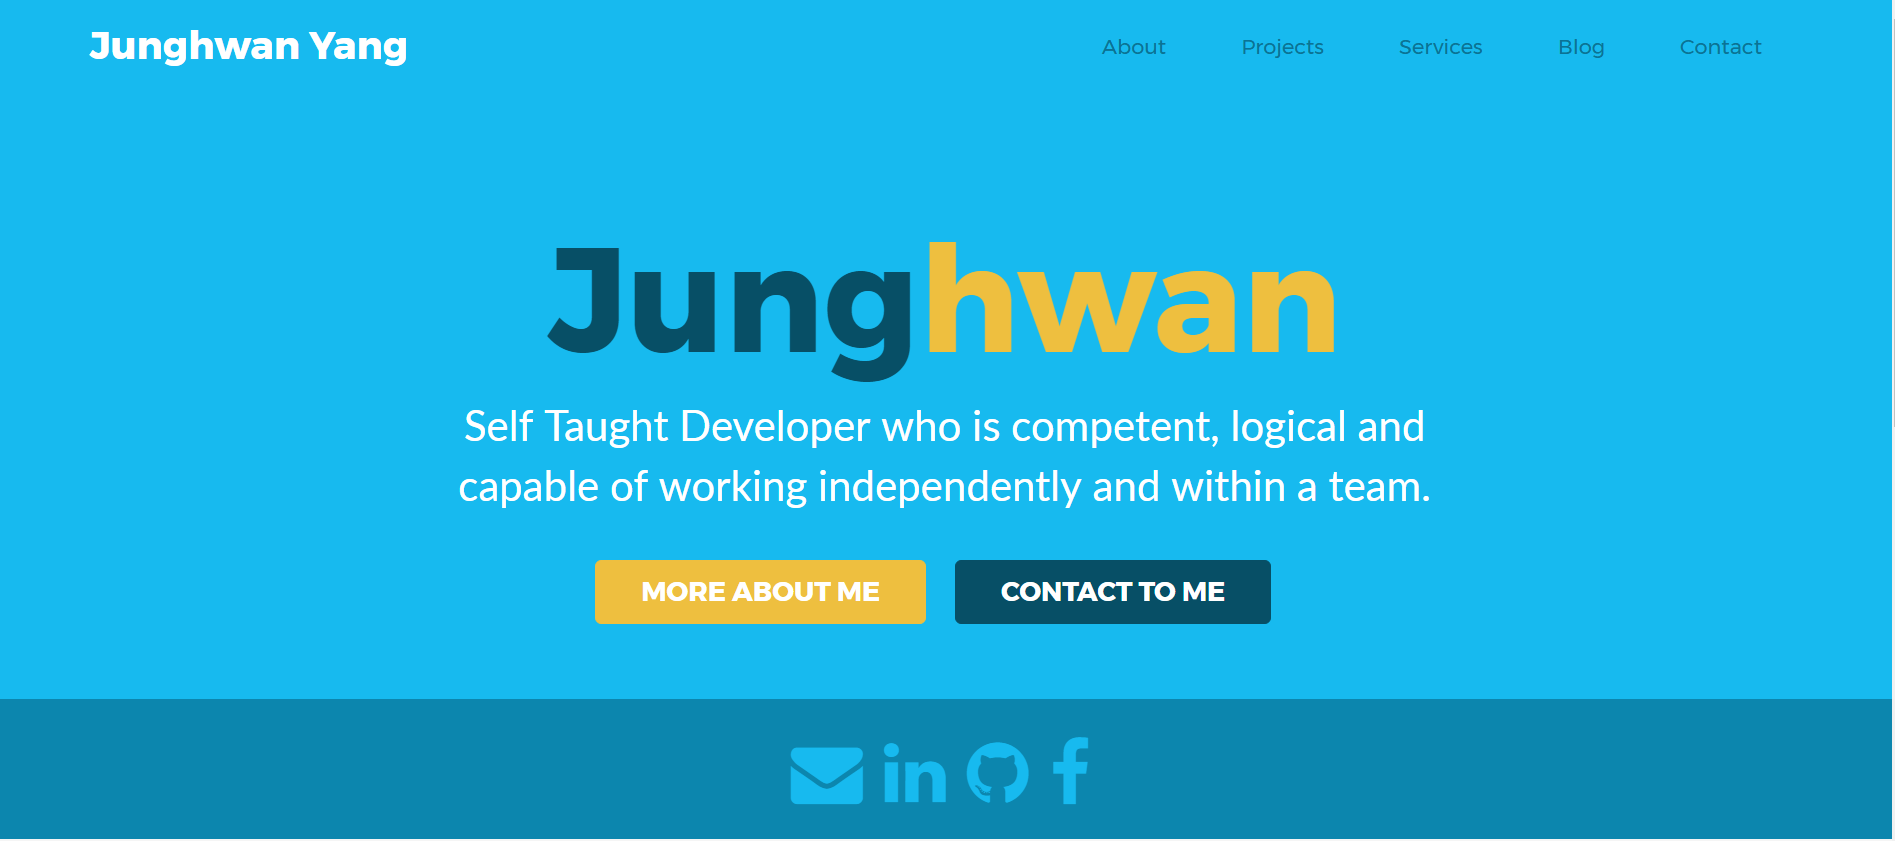 Junghwan Yang
About
Projects
Services
Blog
Contact
Junghwan
Self Taught Developer who is competent, logical and
capable of working independently and within a team.
MORE ABOUT ME
CONTACT TO ME